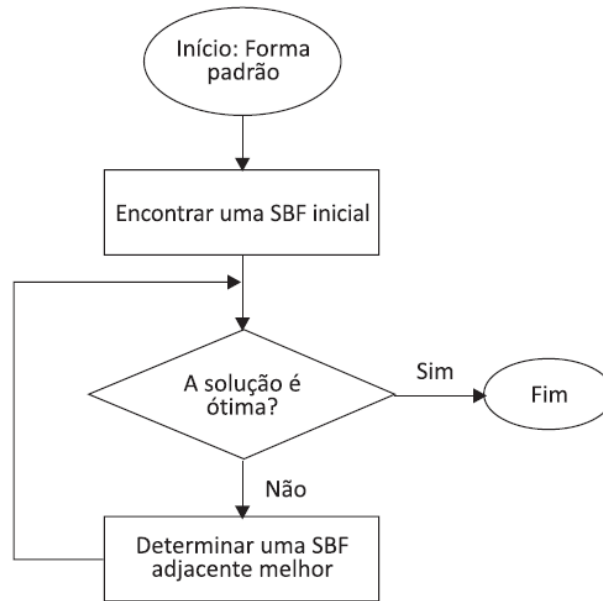 Início: Forma
padrão
Encontrar uma SBF inicial
A solução é
ótima?
Sim
Fim
Não
Determinar uma SBF
adjacente melhor